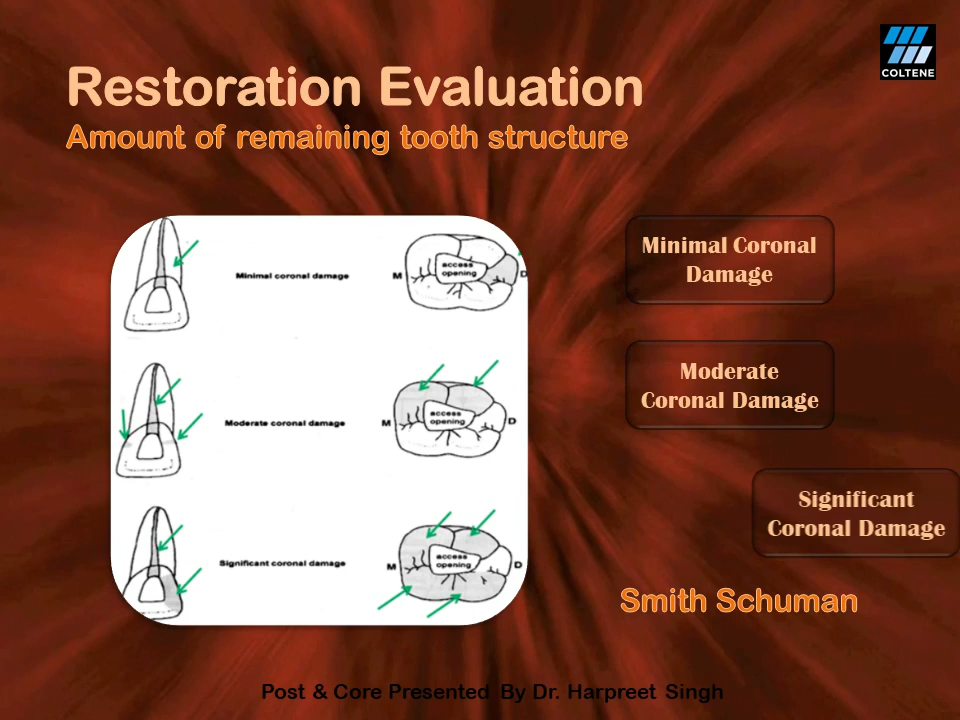 COLTENE
Restoration Evaluation
Amount of remaining tooth structure
Minimal coronal damage
M
access
opening
D
Moderate coronal damage
M
access
opening
D
Significant coronal damage
M
access
opening
D
Minimal Coronal
Damage
Moderate
Coronal Damage
Significant
Coronal Damage
Smith Schuman
Post & Core Presented By Dr. Harpreet Singh